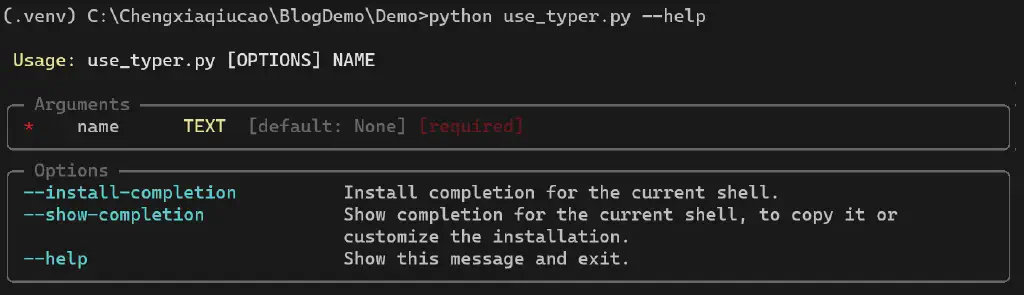 (.venv) C:\Chengxiaqiucao\BlogDemo\Demo>python use_typer.py --help
Usage: use_typer.py [OPTIONS] NAME
Arguments
* name TEXT [default: None] [required]
Options
--install-completion Install completion for the current shell.
--show-completion Show completion for the current shell, to copy it or
customize the installation.
--help Show this message and exit.